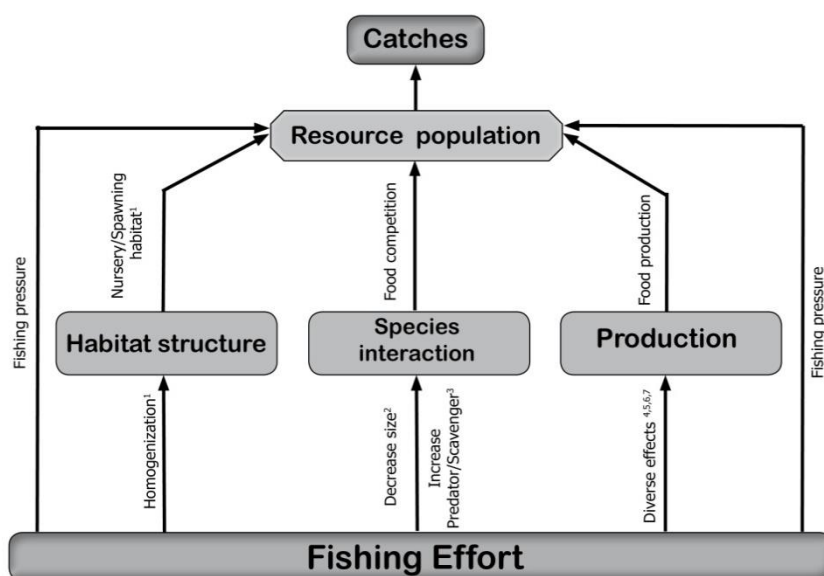 Catches
Resource population
Fishing pressure
Nursery/Spawning
habitat¹
Food competition
Food production
Fishing pressure
Habitat structure
Species
interaction
Production
Homogenization¹
Decrease size²
Increase
Predator/Scavenger³
Diverse effects ⁴,⁵,⁶,⁷
Fishing Effort